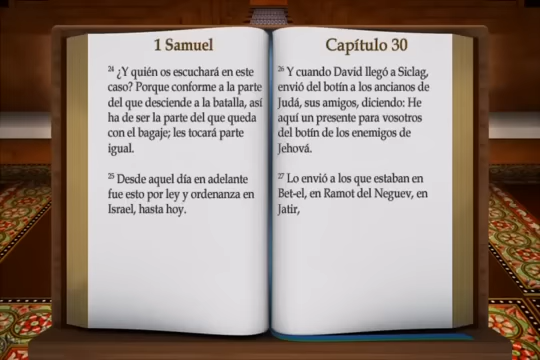 1 Samuel
24 ¿Y quién os escuchará en este
caso? Porque conforme a la parte
del que desciende a la batalla, así
ha de ser la parte del que queda
con el bagaje; les tocará parte
igual.
25 Desde aquel día en adelante
fue esto por ley y ordenanza en
Israel, hasta hoy.
Capítulo 30
26 Y cuando David llegó a Siclag,
envió del botín a los ancianos de
Judá, sus amigos, diciendo: He
aquí un presente para vosotros
del botín de los enemigos de
Jehová.
27 Lo envió a los que estaban en
Bet-el, en Ramot del Neguev, en
Jatir,